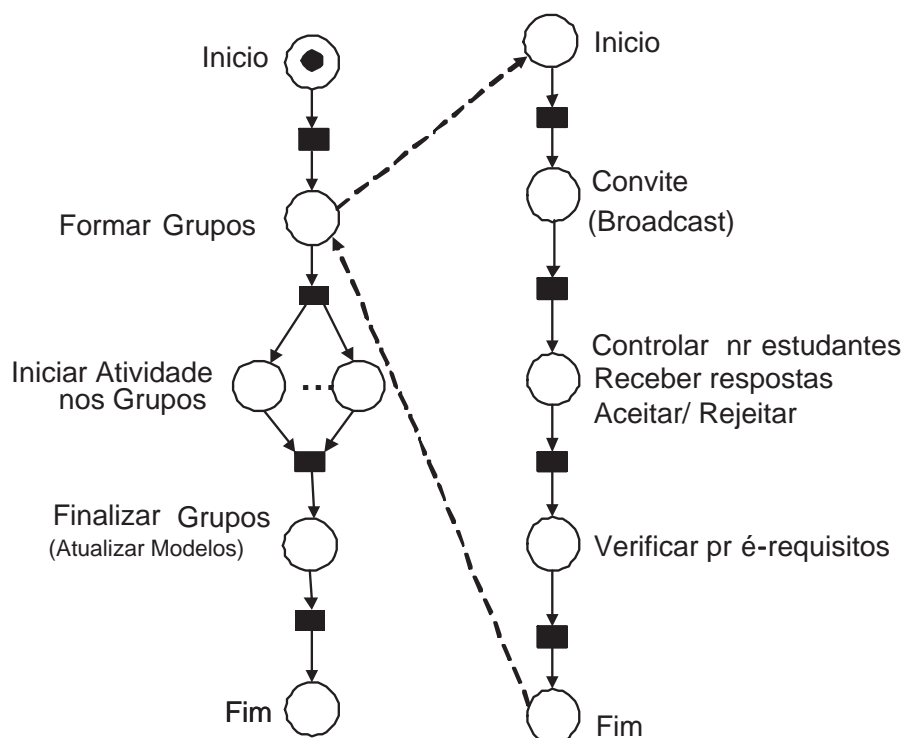 Inicio
Formar Grupos
Iniciar Atividade
nos Grupos
...
Finalizar Grupos
(Atualizar Modelos)
Fim
Inicio
Convite
(Broadcast)
Controlar nr estudantes
Receber respostas
Aceitar/ Rejeitar
Verificar pr é-requisitos
Fim